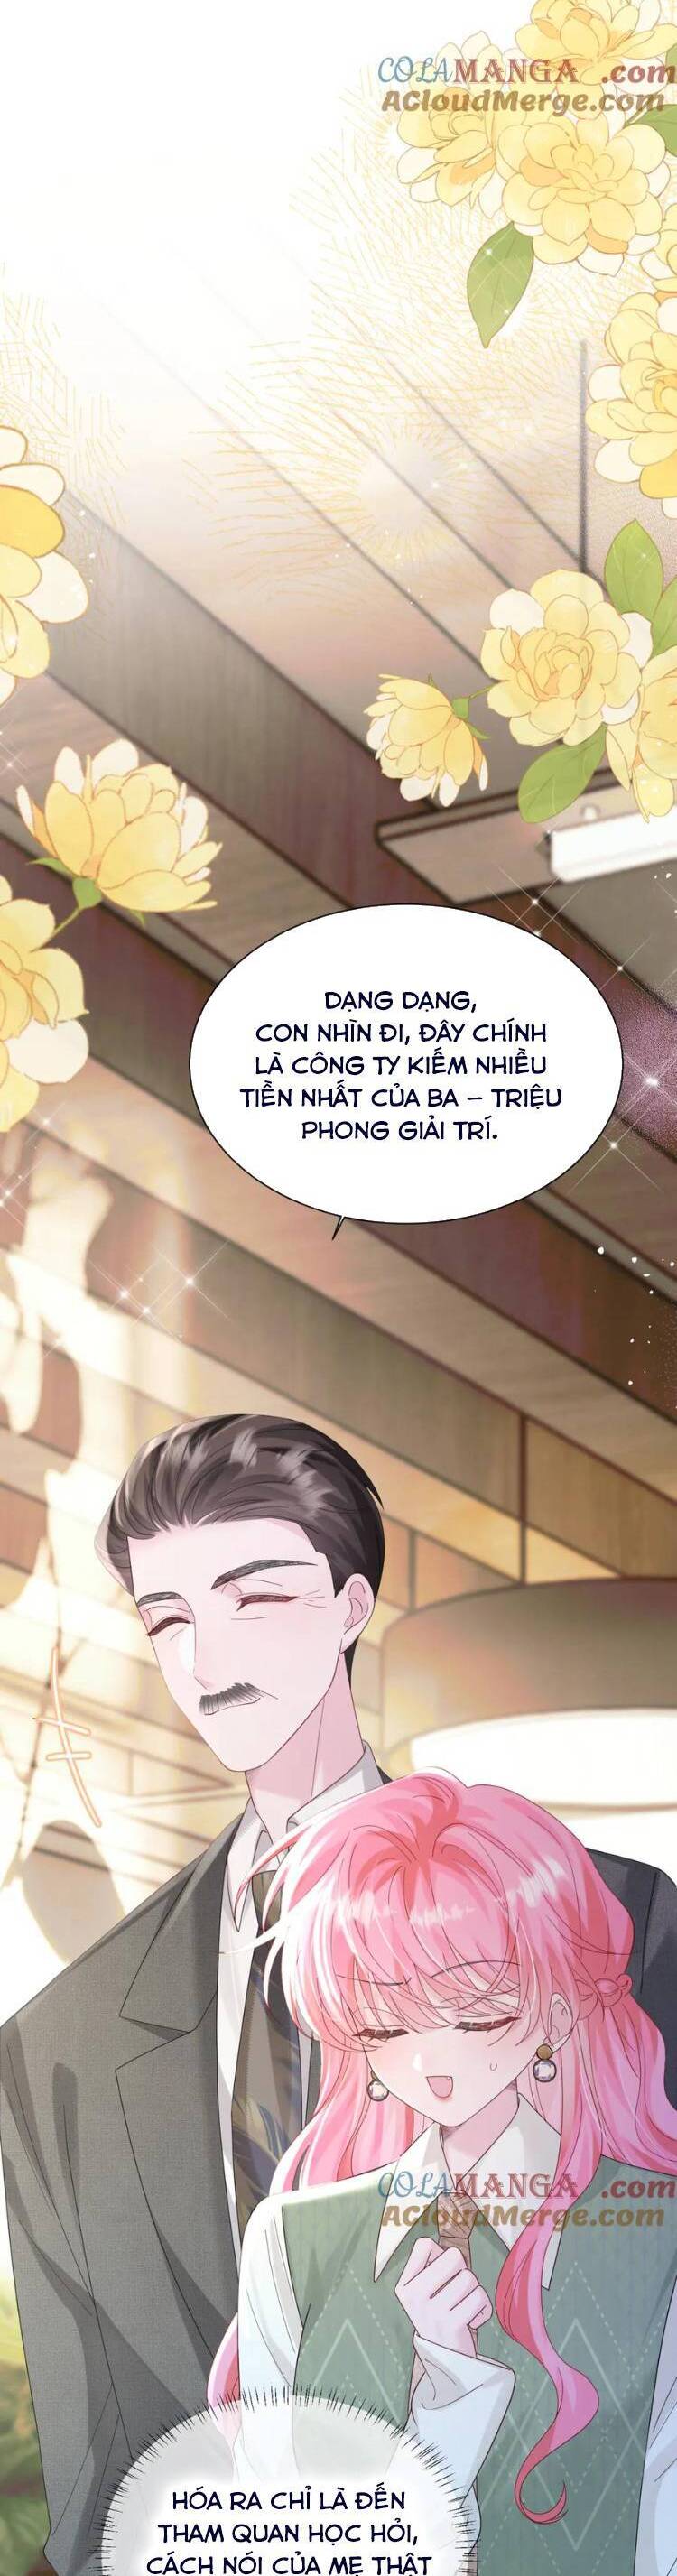 COLAMANGA .com
ACloudMerge.com
DẠNG DẠNG,
CON NHÌN ĐI, ĐÂY CHÍNH
LÀ CÔNG TY KIẾM NHIỀU
TIỀN NHẤT CỦA BA – TRIỆU
PHONG GIẢI TRÍ.
COLAMANGA .com
ACloudMerge.com
HÓA RA CHỈ LÀ ĐẾN
THAM QUAN HỌC HỎI,
CÁCH NÓI CỦA MẸ THẬT